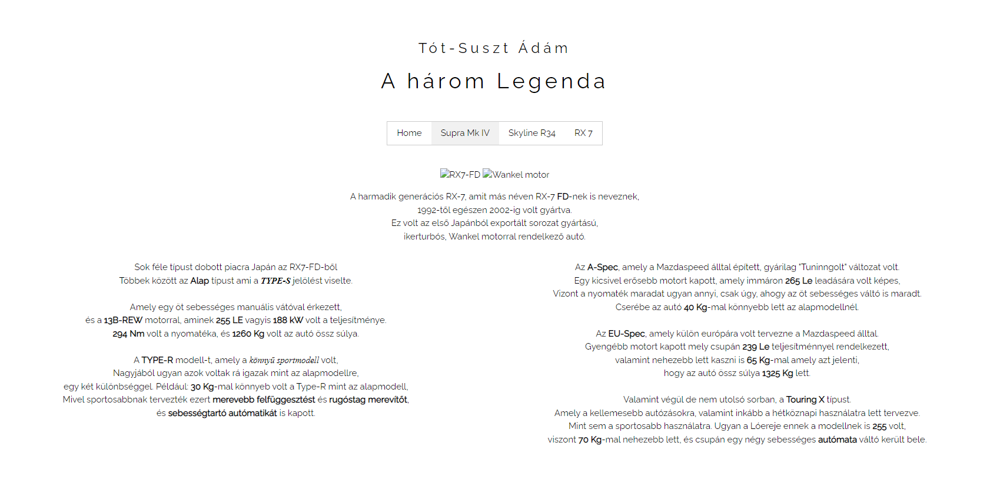 Tót-Suszt Ádám
A három Legenda
Home Supra Mk IV Skyline R34 RX 7
RX7-FD Wankel motor
A harmadik generációs RX-7, amit más néven RX-7 FD-nek is neveznek,
1992-től egészen 2002-ig volt gyártva.
Ez volt az első Japánból exportált sorozat gyártású,
ikerturbós, Wankel motorral rendelkező autó.
Sok féle típust dobott piacra Japán az RX7-FD-ből
Többek között az Alap típust ami a TYPE-S jelölést viselte.
Amely egy öt sebességes manuális vátóval érkezett,
és a 13B-REW motorral, aminek 255 LE vagyis 188 kW volt a teljesítménye.
294 Nm volt a nyomatéka, és 1260 Kg volt az autó össz súlya.
A TYPE-R modell-t, amely a könnyű sportmodell volt,
Nagyjából ugyan azok voltak rá igazak mint az alapmodellre,
egy két különbséggel. Például: 30 Kg-mal könnyeb volt a Type-R mint az alapmodell,
Mivel sportosabbnak tervezték ezert merevebb felfüggesztést és rugóstag merevítőt,
és sebességtartó autómatikát is kapott.
Az A-Spec, amely a Mazdaspeed álltal épített, gyárilag "Tuninngolt" változat volt.
Egy kicsivel erősebb motort kapott, amely immáron 265 Le leadására volt képes,
Vizont a nyomaték maradat ugyan annyi, csak úgy, ahogy az öt sebességes váltó is maradt.
Cserébe az autó 40 Kg-mal könnyebb lett az alapmodellnél.
Az EU-Spec, amely külön európára volt tervezne a Mazdaspeed álltal.
Gyengébb motort kapott mely csupán 239 Le teljesítménnyel rendelkezett,
valamint nehezebb lett kaszni is 65 Kg-mal amely azt jelenti,
hogy az autó össz súlya 1325 Kg lett.
Valamint végül de nem utolsó sorban, a Touring X típust.
Amely a kellemesebb autózásokra, valamint inkább a hétköznapi használatra lett tervezve.
Mint sem a sportosabb használatra. Ugyan a Lóereje ennek a modellnek is 255 volt,
viszont 70 Kg-mal nehezebb lett, és csupán egy négy sebességes autómata váltó került bele.